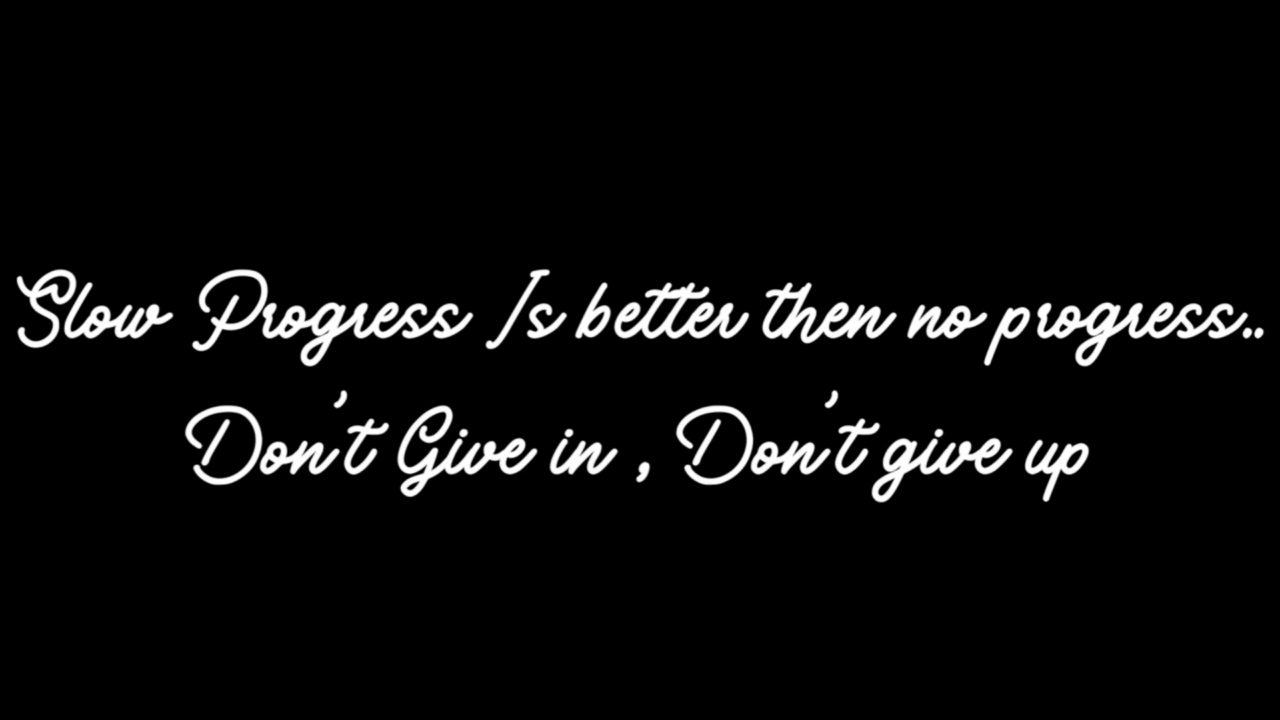 Slow Progress Is better then no progress..
Don't Give in , Don't give up